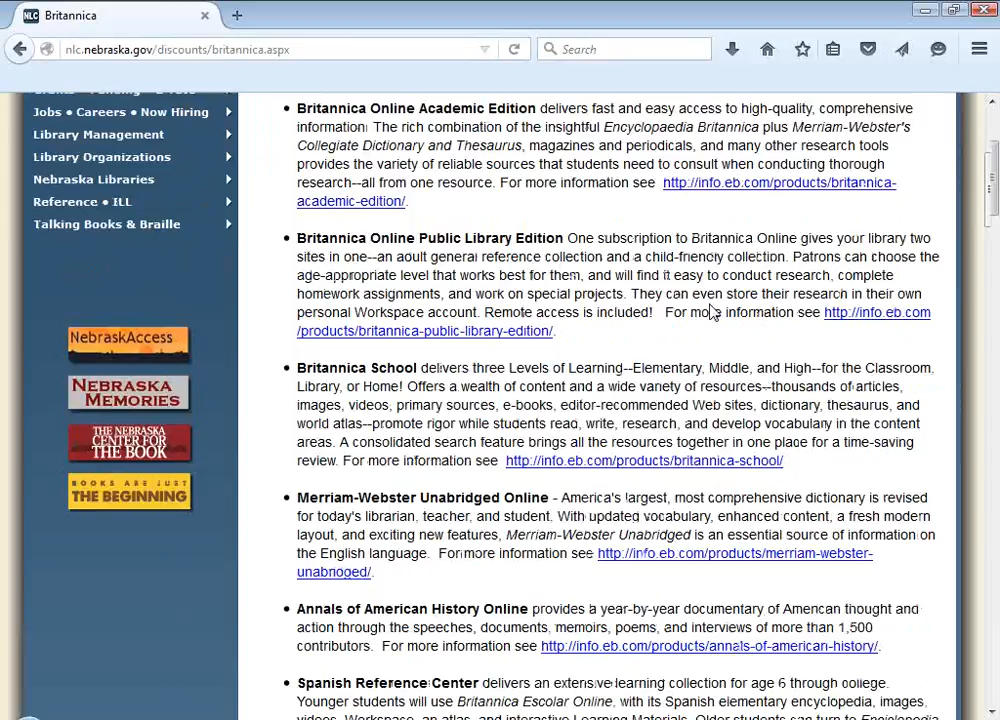 NLC Britannica
nlc.nebraska.gov/discounts/britannica.aspx
Search
Jobs • Careers • Now Hiring
Library Management
Library Organizations
Nebraska Libraries
Reference • ILL
Talking Books & Braille
NebraskAccess
NEBRASKA
MEMORIES
THE NEBRASKA
CENTER FOR
THE BOOK
BOOKS ARE JUST
THE BEGINNING
• Britannica Online Academic Edition delivers fast and easy access to high-quality, comprehensive
information. The rich combination of the insightful Encyclopaedia Britannica plus Merriam-Webster's
Collegiate Dictionary and Thesaurus, magazines and periodicals, and many other research tools
provides the variety of reliable sources that students need to consult when conducting thorough
research--all from one resource. For more information see http://info.eb.com/products/britannica-
academic-edition/.
• Britannica Online Public Library Edition One subscription to Britannica Online gives your library two
sites in one--an adult general reference collection and a child-friendly collection. Patrons can choose the
age-appropriate level that works best for them, and will find it easy to conduct research, complete
homework assignments, and work on special projects. They can even store their research in their own
personal Workspace account. Remote access is included! For more information see http://info.eb.com
/products/britannica-public-library-edition/.
• Britannica School delivers three Levels of Learning--Elementary, Middle, and High--for the Classroom,
Library, or Home! Offers a wealth of content and a wide variety of resources--thousands of articles,
images, videos, primary sources, e-books, editor-recommended Web sites, dictionary, thesaurus, and
world atlas--promote rigor while students read, write, research, and develop vocabulary in the content
areas. A consolidated search feature brings all the resources together in one place for a time-saving
review. For more information see http://info.eb.com/products/britannica-school/
• Merriam-Webster Unabridged Online - America's largest, most comprehensive dictionary is revised
for today's librarian, teacher, and student. With updated vocabulary, enhanced content, a fresh modern
layout, and exciting new features, Merriam-Webster Unabridged is an essential source of information on
the English language. For more information see http://info.eb.com/products/merriam-webster-
unabridged/.
• Annals of American History Online provides a year-by-year documentary of American thought and
action through the speeches, documents, memoirs, poems, and interviews of more than 1,500
contributors. For more information see http://info.eb.com/products/annals-of-american-history/.
• Spanish Reference Center delivers an extensive learning collection for age 6 through college.
Younger students will use Britannica Escolar Online, with its Spanish elementary encyclopedia, images,
videos, Workspace, an atlas, and interactive Learning Materials. Older students can turn to Enciclopedia